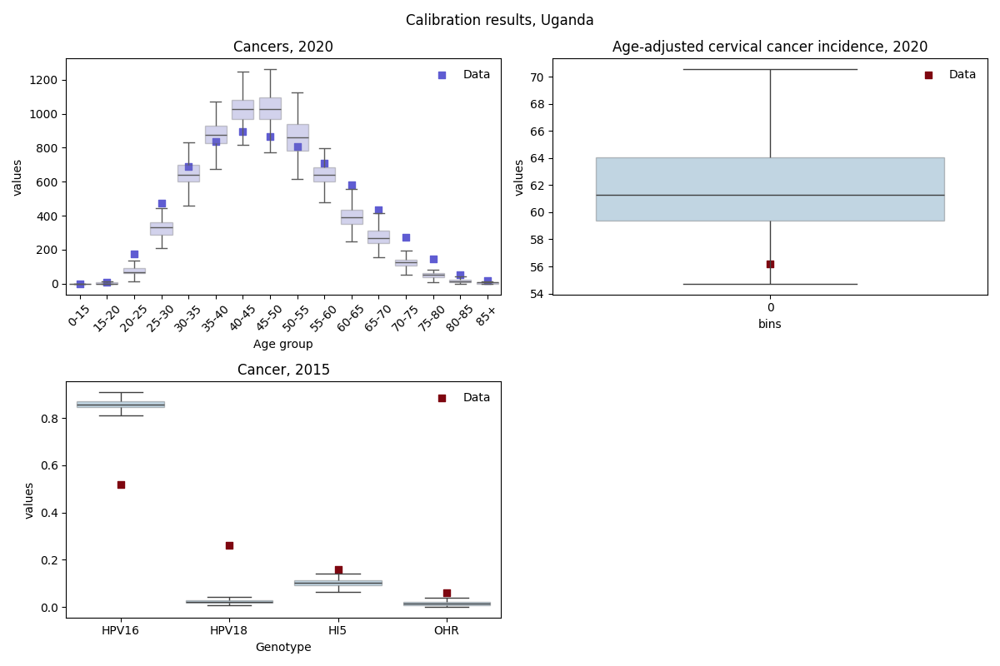 Calibration results, Uganda
Cancers, 2020
Data
1200
1000
800
600
400
200
0
values
0-15
15-20
20-25
25-30
30-35
35-40
40-45
45-50
50-55
55-60
60-65
65-70
70-75
75-80
80-85
85+
Age group
Age-adjusted cervical cancer incidence, 2020
Data
70
68
66
64
62
60
58
56
54
values
0
bins
Cancer, 2015
Data
0.8
0.6
0.4
0.2
0.0
values
HPV16
HPV18
HI5
OHR
Genotype